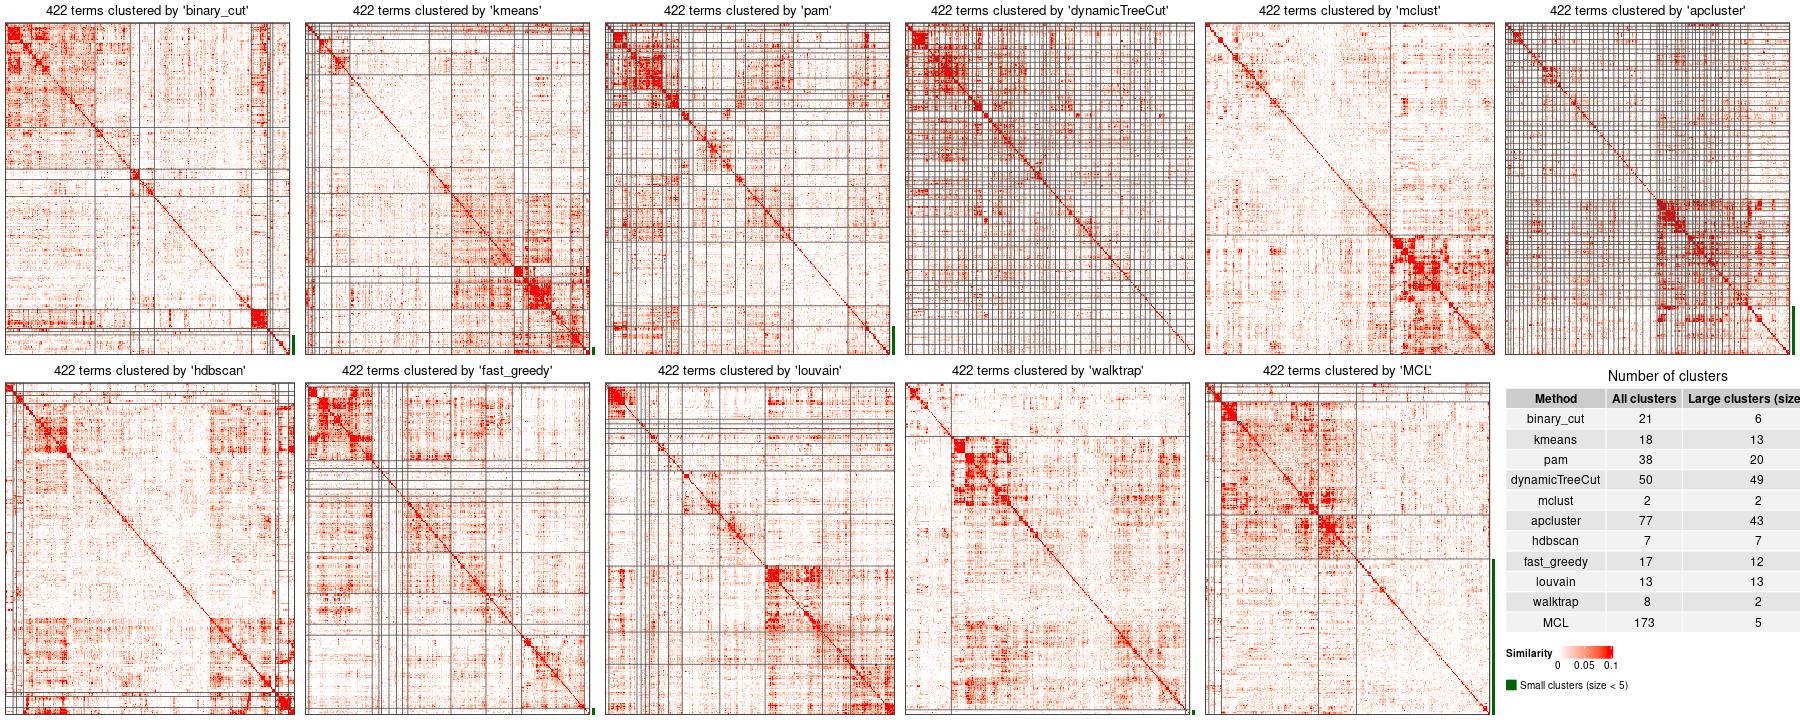 422 terms clustered by 'binary_cut'
422 terms clustered by 'kmeans'
422 terms clustered by 'pam'
422 terms clustered by 'dynamicTreeCut'
422 terms clustered by 'mclust'
422 terms clustered by 'apcluster'
422 terms clustered by 'hdbscan'
422 terms clustered by 'fast_greedy'
422 terms clustered by 'louvain'
422 terms clustered by 'walktrap'
422 terms clustered by 'MCL'
Number of clusters
Method All clusters Large clusters (size
binary_cut 21 6
kmeans 18 13
pam 38 20
dynamicTreeCut 50 49
mclust 2 2
apcluster 77 43
hdbscan 7 7
fast_greedy 17 12
louvain 13 13
walktrap 8 2
MCL 173 5
Similarity
0 0.05 0.1
Small clusters (size < 5)